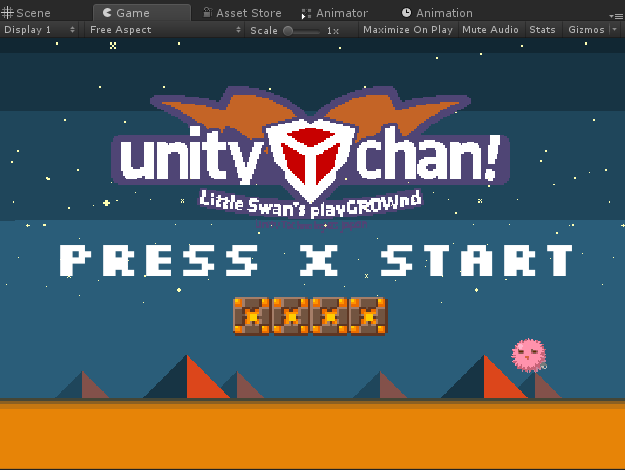 Scene Game Asset Store Animator Animation
Display 1 Free Aspect Scale 1x Maximize On Play Mute Audio Stats Gizmos
unity chan!
Little Swan's playGROWnd
PRESS X START